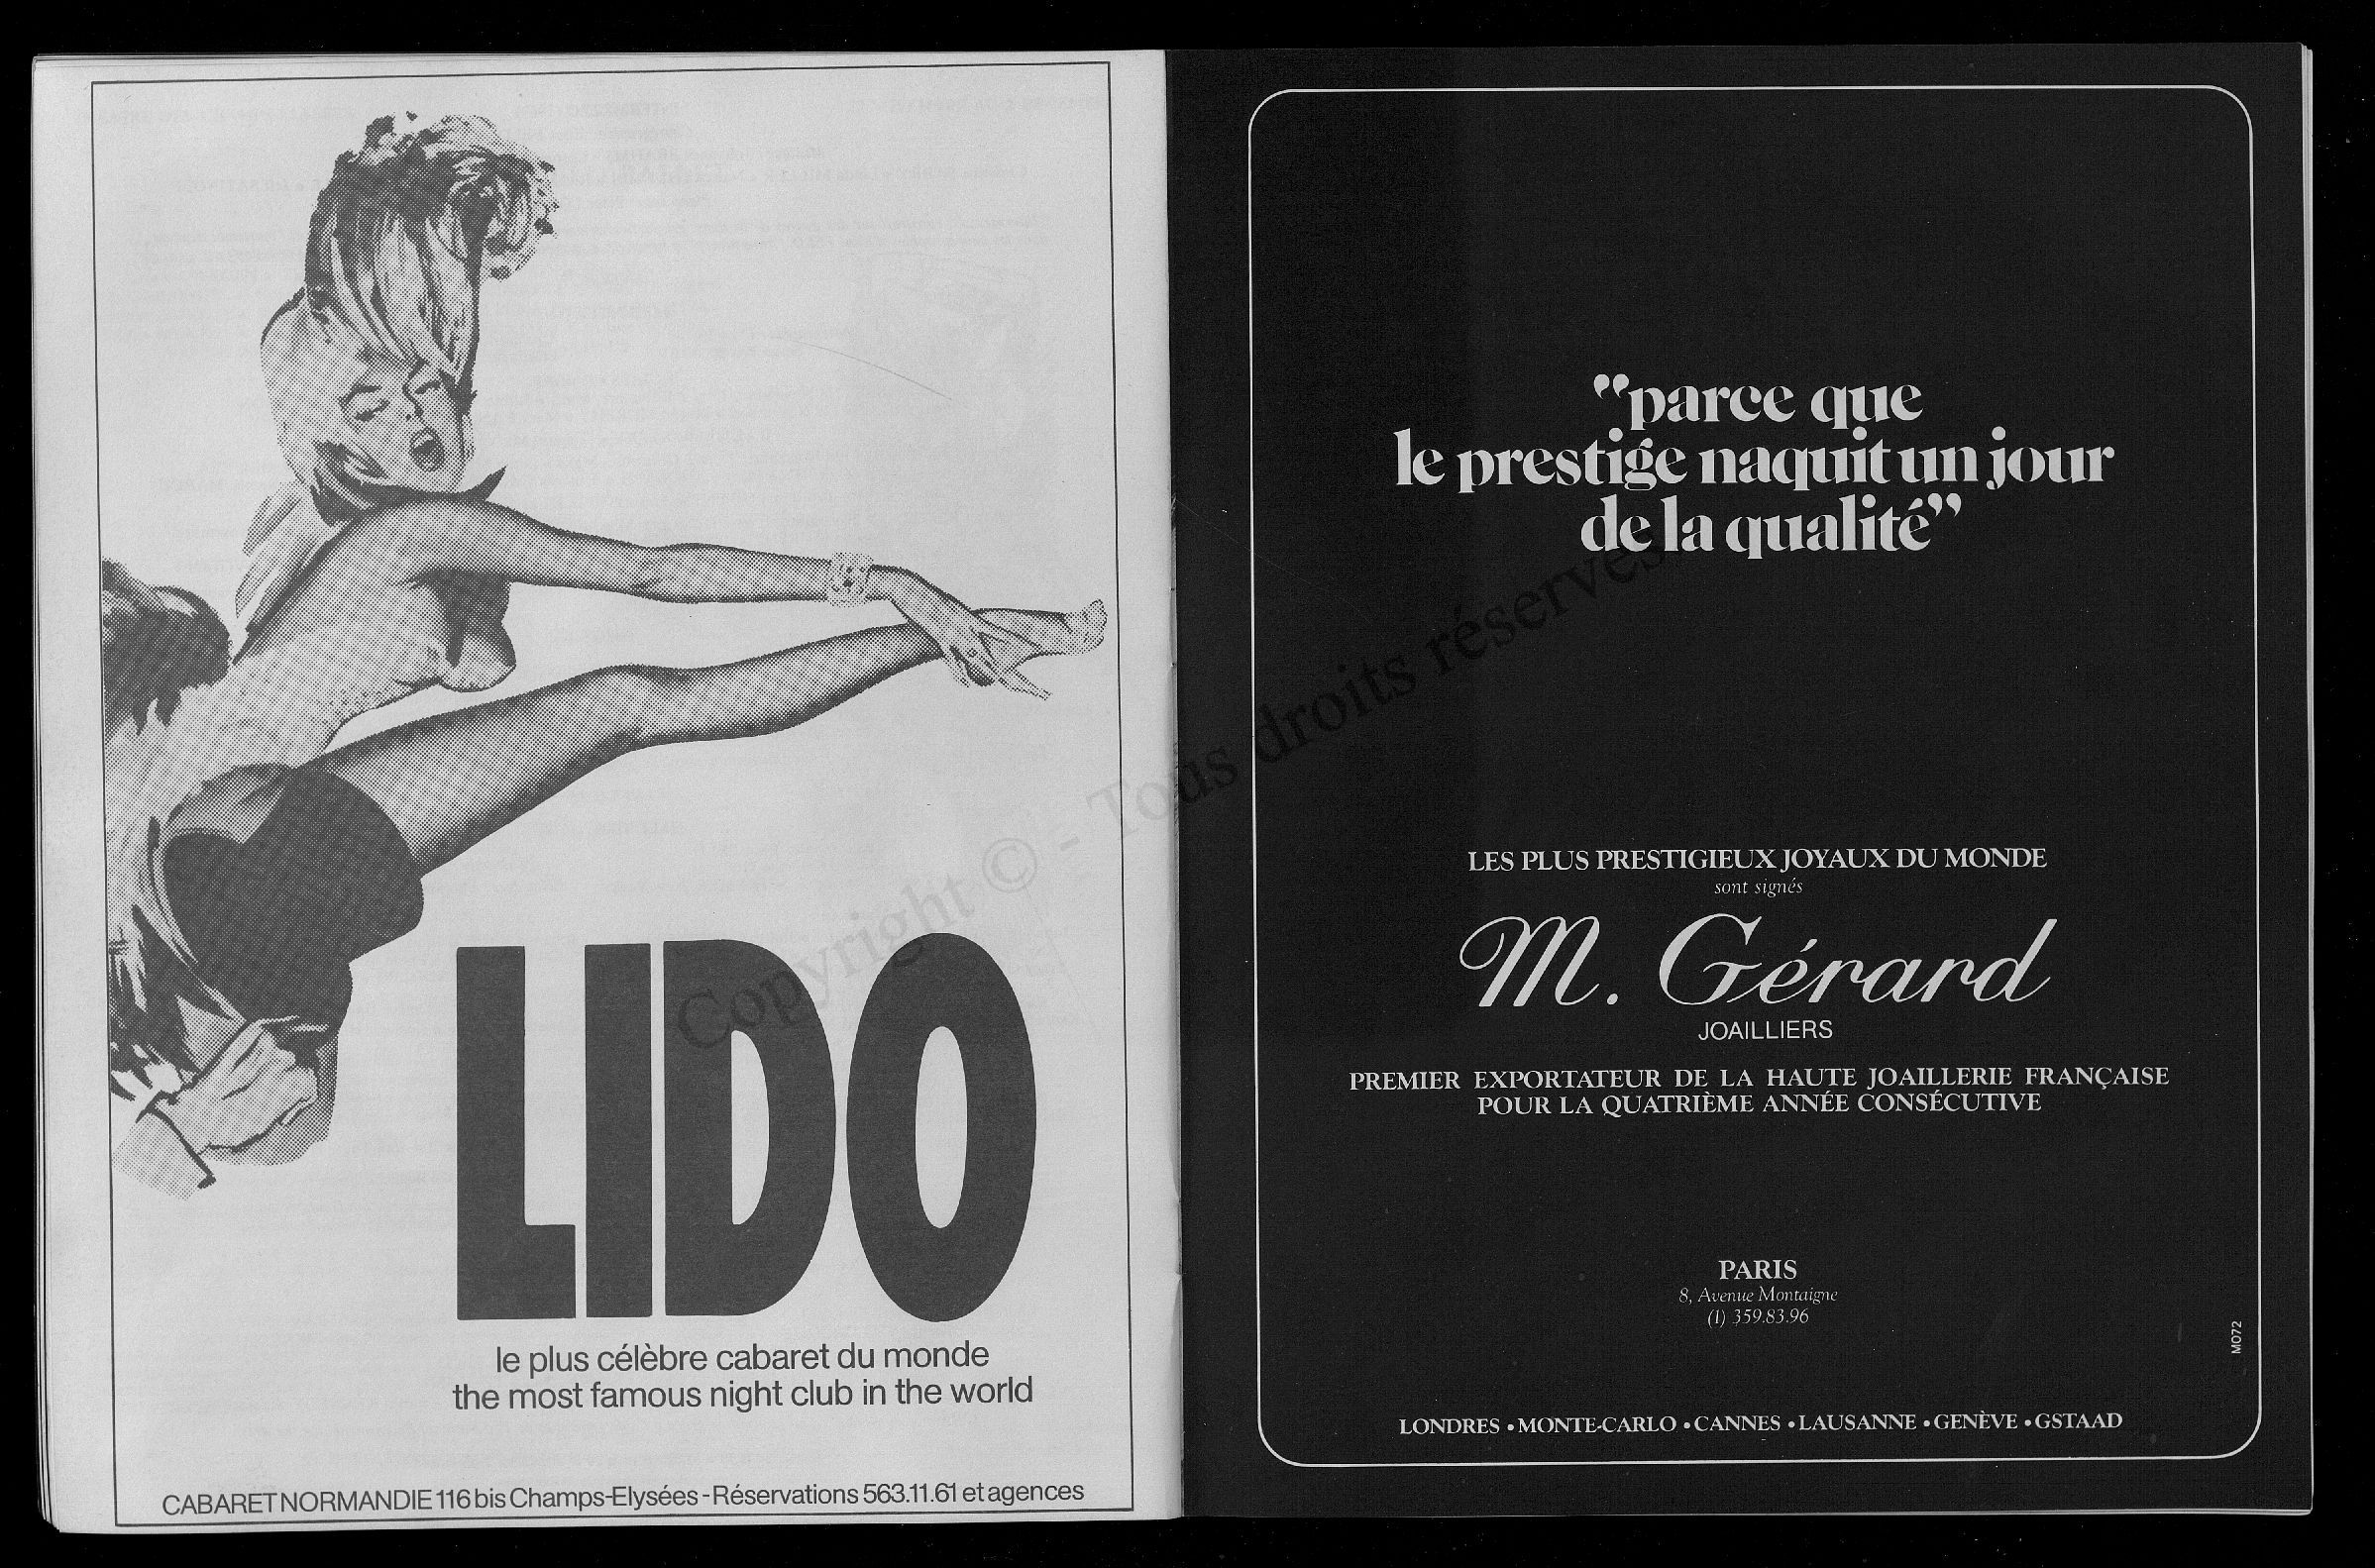 LIDO
le plus célèbre cabaret du monde
the most famous night club in the world
CABARET NORMANDIE 116 bis Champs-Elysées - Réservations 563.11.61 et agences
"parce que
le prestige naquit un jour
de la qualité"
LES PLUS PRESTIGIEUX JOYAUX DU MONDE
sont signés
M. Gérard
JOAILLIERS
PREMIER EXPORTATEUR DE LA HAUTE JOAILLERIE FRANÇAISE
POUR LA QUATRIÈME ANNÉE CONSÉCUTIVE
PARIS
8, Avenue Montaigne
(1) 359.83.96
M072
LONDRES • MONTE-CARLO • CANNES • LAUSANNE • GENÈVE • GSTAAD
Copyright © - Tous droits réservés